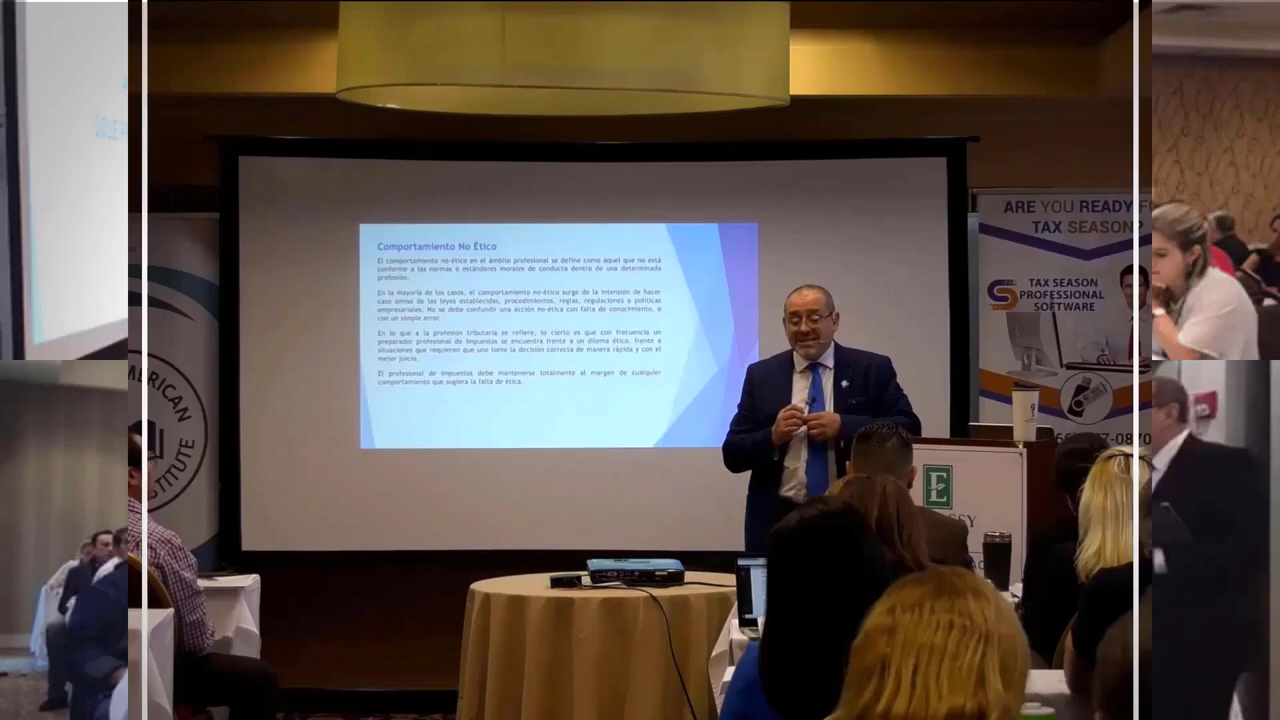 Comportamiento No Ético
El comportamiento no-ético en el ámbito profesional se define como aquel que no está
conforme a las normas o estándares morales de conducta dentro de una determinada
profesión.
En la mayoría de los casos, el comportamiento no-ético surge de la intensión de hacer
caso omiso de las leyes establecidas, procedimientos, reglas, regulaciones o políticas
empresariales. No se debe confundir una acción no-ética con falta de conocimiento, o
con un simple error.
En lo que a la profesión tributaria se refiere, lo cierto es que con frecuencia un
preparador profesional de impuestos se encuentra frente a un dilema ético, frente a
situaciones que requieren que uno tome la decisión correcta de manera rápida y con el
mejor juicio.
El profesional de impuestos debe mantenerse totalmente al margen de cualquier
comportamiento que sugiera la falta de ética.
ARE YOU READY
TAX SEASON?
TAX SEASON
PROFESSIONAL
SOFTWARE
E